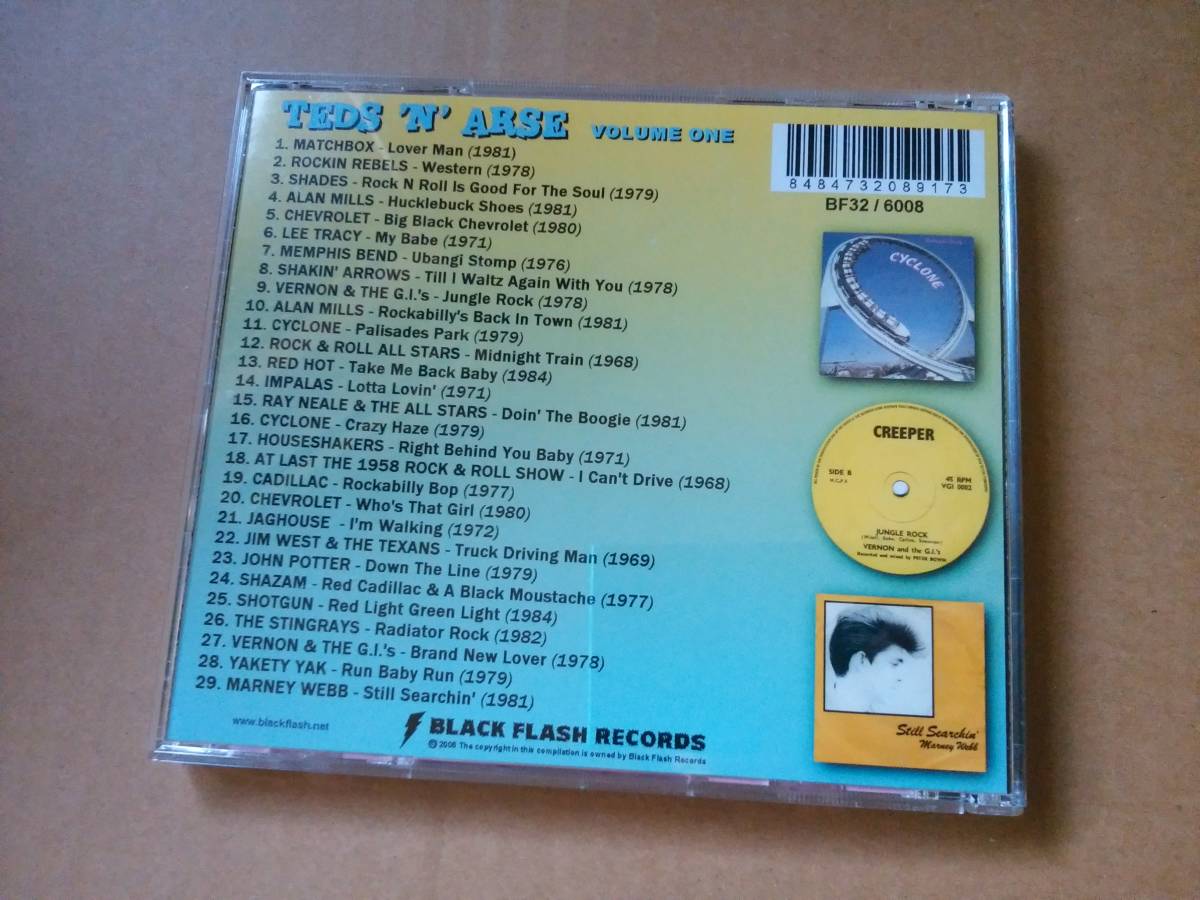 TEDS 'N' ARSE VOLUME ONE
1. MATCHBOX - Lover Man (1981)
2. ROCKIN REBELS - Western (1978)
3. SHADES - Rock N Roll Is Good For The Soul (1979)
4. ALAN MILLS - Hucklebuck Shoes (1981)
5. CHEVROLET - Big Black Chevrolet (1980)
6. LEE TRACY - My Babe (1971)
7. MEMPHIS BEND - Ubangi Stomp (1976)
8. SHAKIN' ARROWS - Till I Waltz Again With You (1978)
9. VERNON & THE G.I.'s - Jungle Rock (1978)
10. ALAN MILLS - Rockabilly's Back In Town (1981)
11. CYCLONE - Palisades Park (1979)
12. ROCK & ROLL ALL STARS - Midnight Train (1968)
13. RED HOT - Take Me Back Baby (1984)
14. IMPALAS - Lotta Lovin' (1971)
15. RAY NEALE & THE ALL STARS - Doin' The Boogie (1981)
16. CYCLONE - Crazy Haze (1979)
17. HOUSESHAKERS - Right Behind You Baby (1971)
18. AT LAST THE 1958 ROCK & ROLL SHOW - I Can't Drive (1968)
19. CADILLAC - Rockabilly Bop (1977)
20. CHEVROLET - Who's That Girl (1980)
21. JAGHOUSE - I'm Walking (1972)
22. JIM WEST & THE TEXANS - Truck Driving Man (1969)
23. JOHN POTTER - Down The Line (1979)
24. SHAZAM - Red Cadillac & A Black Moustache (1977)
25. SHOTGUN - Red Light Green Light (1984)
26. THE STINGRAYS - Radiator Rock (1982)
27. VERNON & THE G.I.'s - Brand New Lover (1978)
28. YAKETY YAK - Run Baby Run (1979)
29. MARNEY WEBB - Still Searchin' (1981)
www.blackflash.net
BLACK FLASH RECORDS
The copyright in this compilation is owned by Black Flash Records
8484732089173
BF32 / 6008
CYCLONE
CREEPER
SIDE B
45 RPM
VGI 0002
JUNGLE ROCK
VERNON and the G.I.'s
Recorded and mixed by PETER
Still Searchin'
Marney Webb